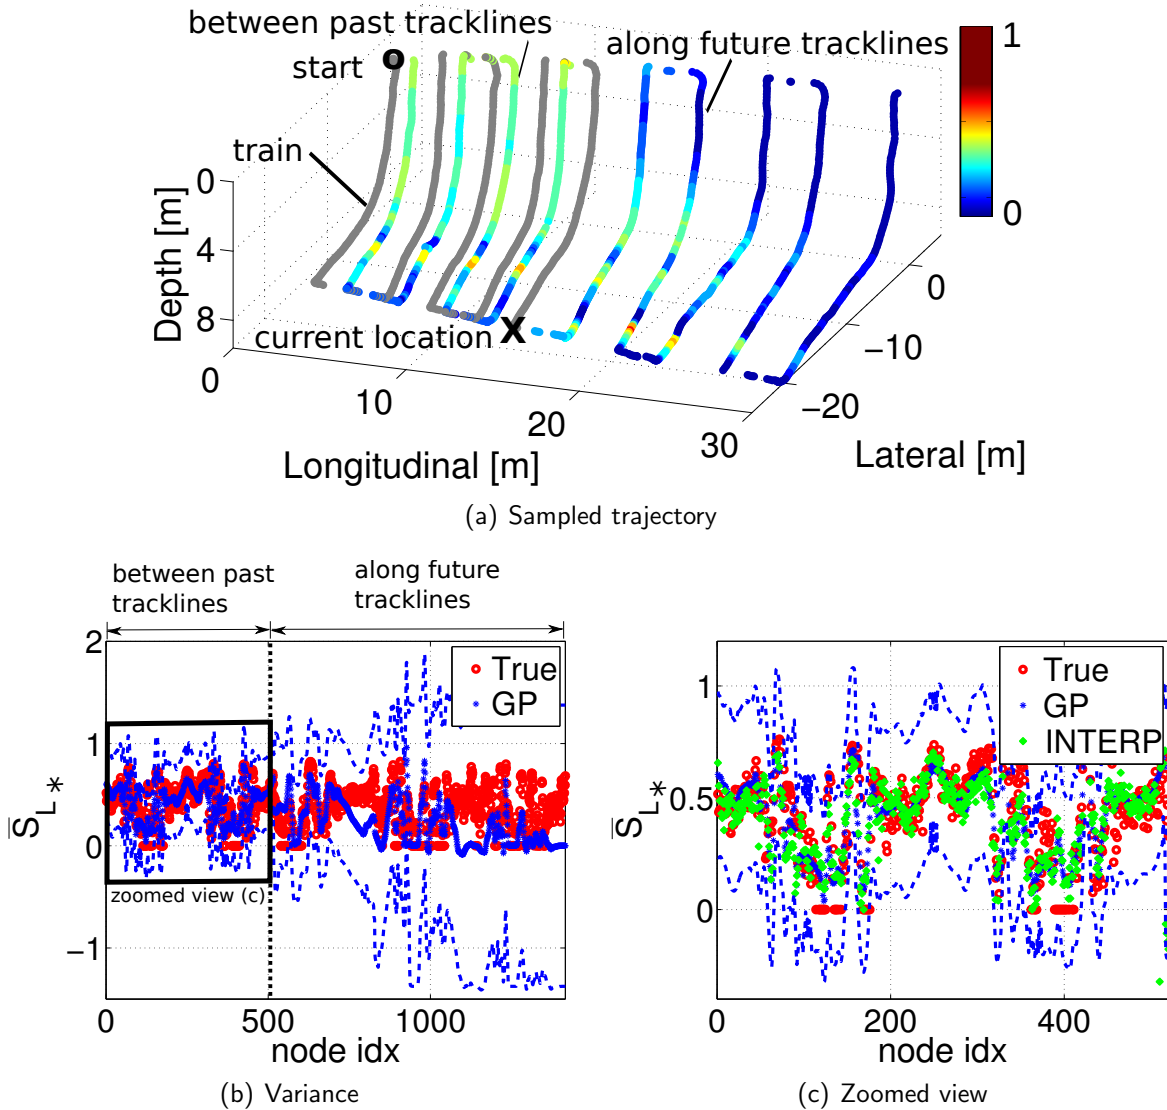 between past tracklines
along future tracklines
1
0
start
O
train
0
4
8
Depth [m]
current location
X
0
10
20
30
Longitudinal [m]
0
−10
−20
Lateral [m]
(a) Sampled trajectory
between past
tracklines
along future
tracklines
2
1
0
−1
S̅L*
True
GP
zoomed view (c)
0
500
1000
node idx
(b) Variance
1
0.5
0
S̅L*
True
GP
INTERP
0
200
400
node idx
(c) Zoomed view